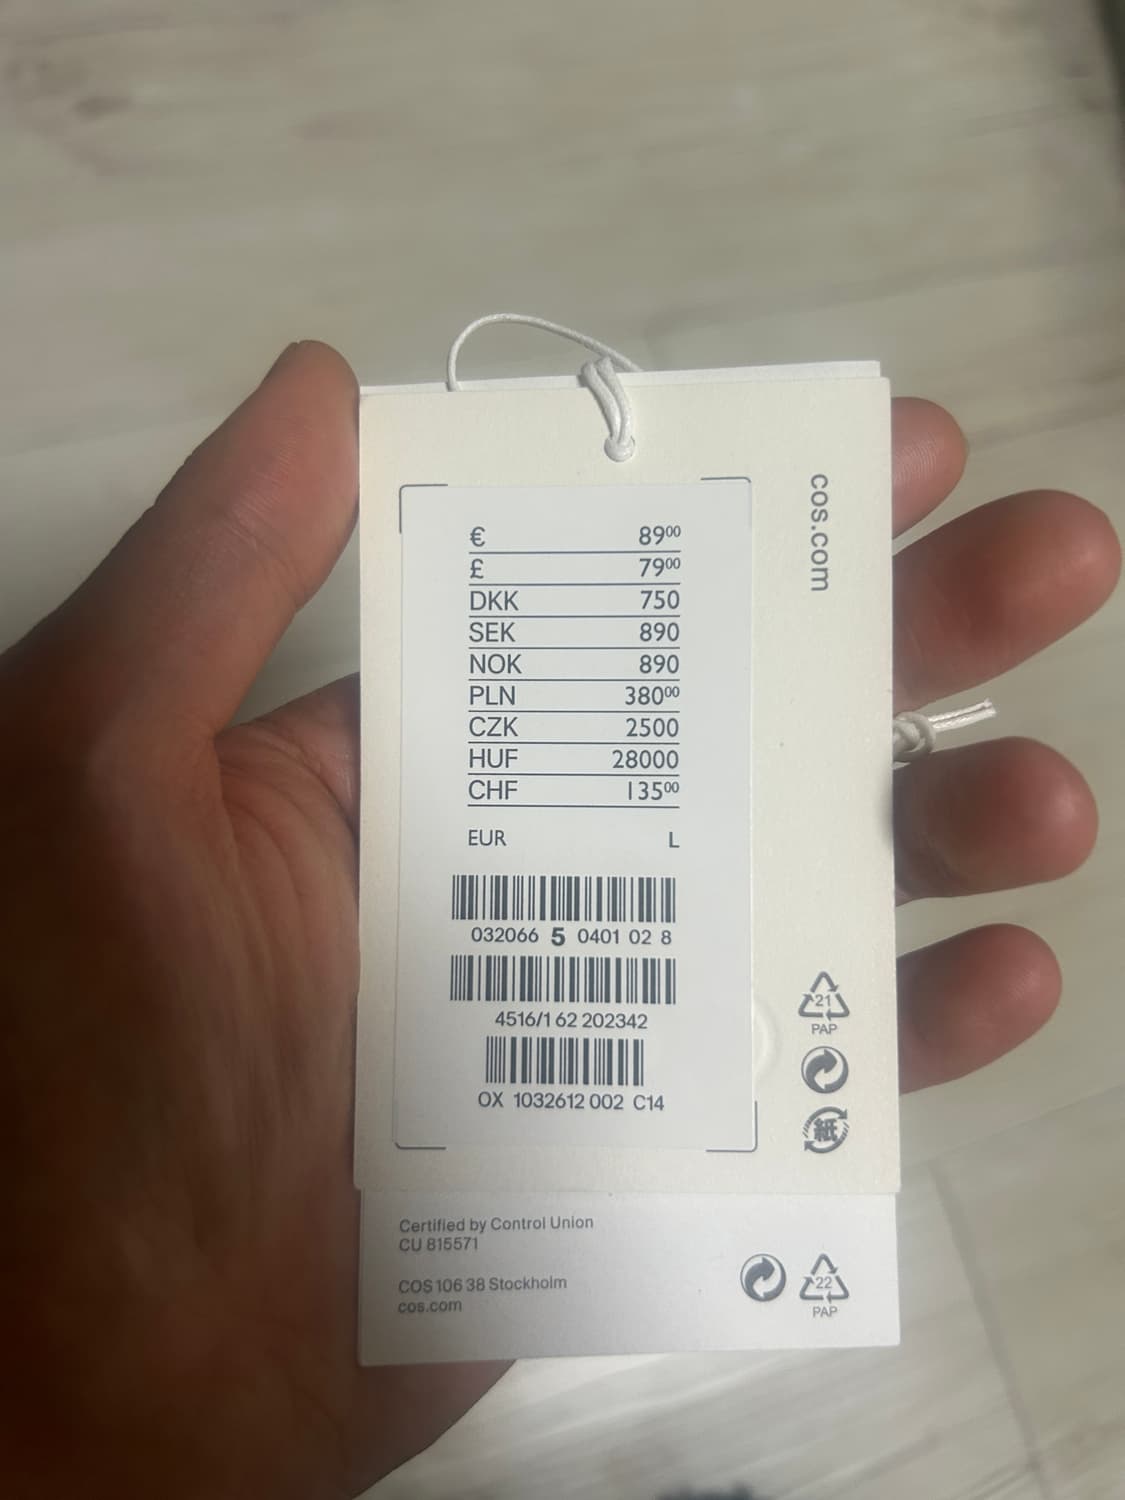 cos.com
€ 89⁰⁰
£ 79⁰⁰
DKK 750
SEK 890
NOK 890
PLN 380⁰⁰
CZK 2500
HUF 28000
CHF 135⁰⁰
EUR L
032066 5 0401 02 8
4516/1 62 202342
OX 1032612 002 C14
21
PAP
紙
Certified by Control Union
CU 815571
COS 106 38 Stockholm
cos.com
22
PAP